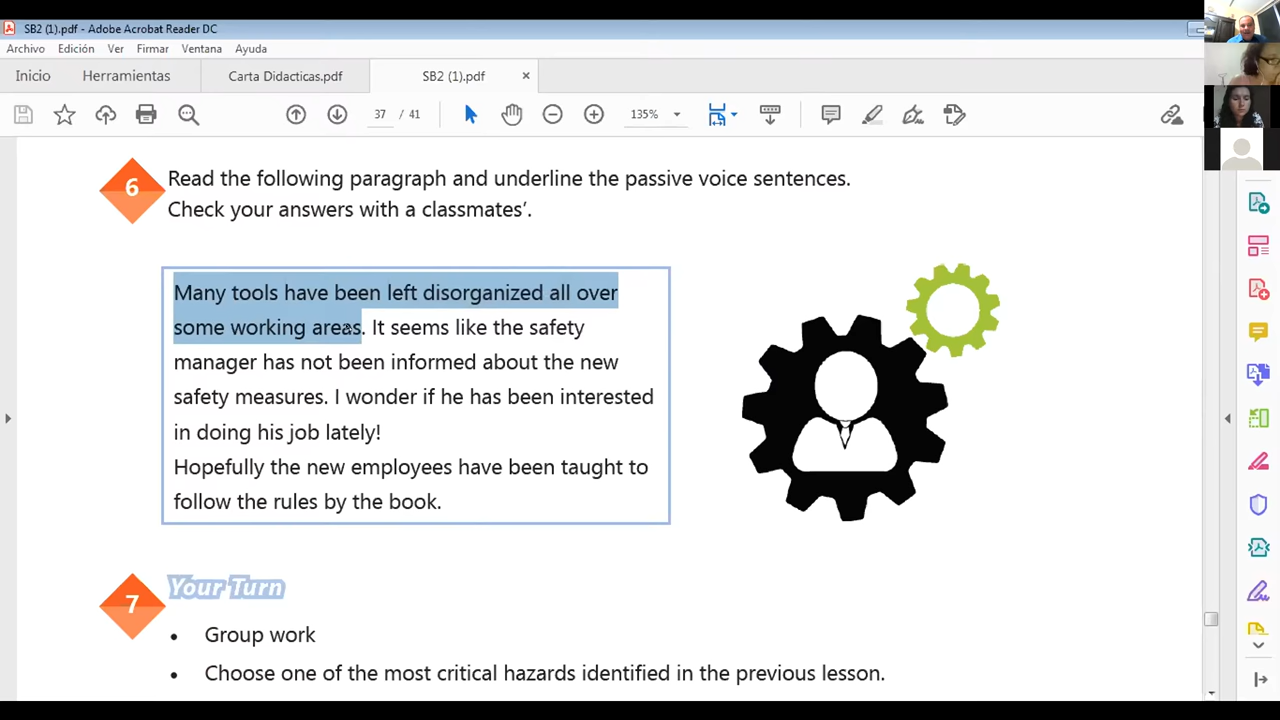 SB2 (1).pdf - Adobe Acrobat Reader DC
Archivo Edición Ver Firmar Ventana Ayuda
Inicio Herramientas Carta Didacticas.pdf SB2 (1).pdf ×
37 / 41 135%
6 Read the following paragraph and underline the passive voice sentences.
Check your answers with a classmates’.
Many tools have been left disorganized all over
some working areas. It seems like the safety
manager has not been informed about the new
safety measures. I wonder if he has been interested
in doing his job lately!
Hopefully the new employees have been taught to
follow the rules by the book.
7 Your Turn
• Group work
• Choose one of the most critical hazards identified in the previous lesson.